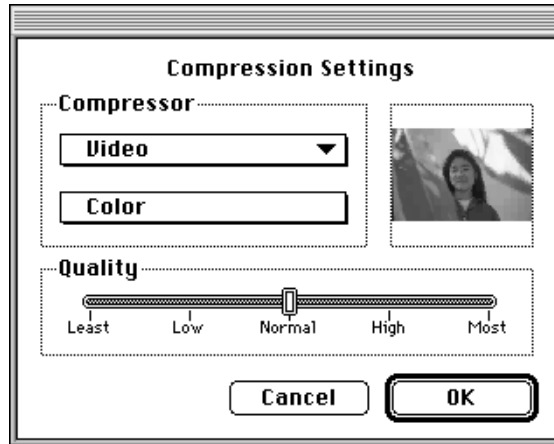 Compression Settings
Compressor
Video
Color
Quality
Least Low Normal High Most
Cancel OK